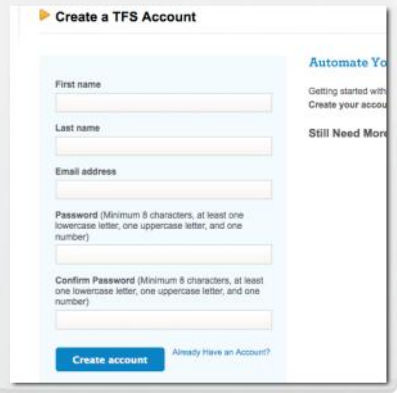 Create a TFS Account
Automate Yo
First name
Getting started with
Create your accou
Last name
Still Need More
Email address
Password (Minimum 8 characters, at least one
lowercase letter, one uppercase letter, and one
number)
Confirm Password (Minimum 8 characters, at least
one lowercase letter, one uppercase letter, and one
number)
Create account
Already Have an Account?